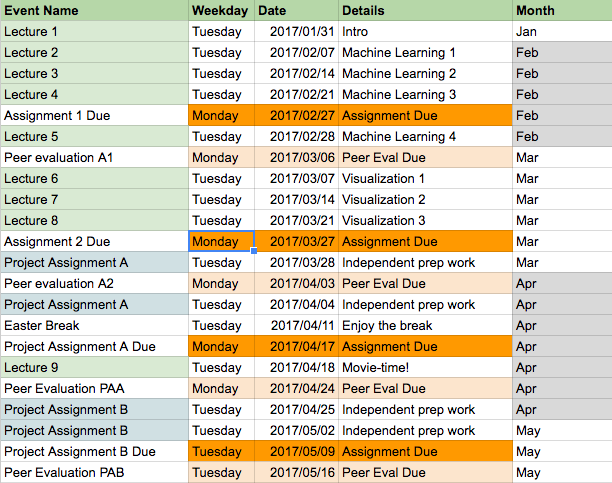 Event Name Weekday Date Details Month
Lecture 1 Tuesday 2017/01/31 Intro Jan
Lecture 2 Tuesday 2017/02/07 Machine Learning 1 Feb
Lecture 3 Tuesday 2017/02/14 Machine Learning 2 Feb
Lecture 4 Tuesday 2017/02/21 Machine Learning 3 Feb
Assignment 1 Due Monday 2017/02/27 Assignment Due Feb
Lecture 5 Tuesday 2017/02/28 Machine Learning 4 Feb
Peer evaluation A1 Monday 2017/03/06 Peer Eval Due Mar
Lecture 6 Tuesday 2017/03/07 Visualization 1 Mar
Lecture 7 Tuesday 2017/03/14 Visualization 2 Mar
Lecture 8 Tuesday 2017/03/21 Visualization 3 Mar
Assignment 2 Due Monday 2017/03/27 Assignment Due Mar
Project Assignment A Tuesday 2017/03/28 Independent prep work Mar
Peer evaluation A2 Monday 2017/04/03 Peer Eval Due Apr
Project Assignment A Tuesday 2017/04/04 Independent prep work Apr
Easter Break Tuesday 2017/04/11 Enjoy the break Apr
Project Assignment A Due Monday 2017/04/17 Assignment Due Apr
Lecture 9 Tuesday 2017/04/18 Movie-time! Apr
Peer Evaluation PAA Monday 2017/04/24 Peer Eval Due Apr
Project Assignment B Tuesday 2017/04/25 Independent prep work Apr
Project Assignment B Tuesday 2017/05/02 Independent prep work May
Project Assignment B Due Tuesday 2017/05/09 Assignment Due May
Peer Evaluation PAB Tuesday 2017/05/16 Peer Eval Due May